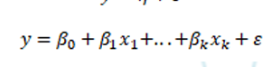 y = β₀ + β₁x₁+...+βₖxₖ + ε